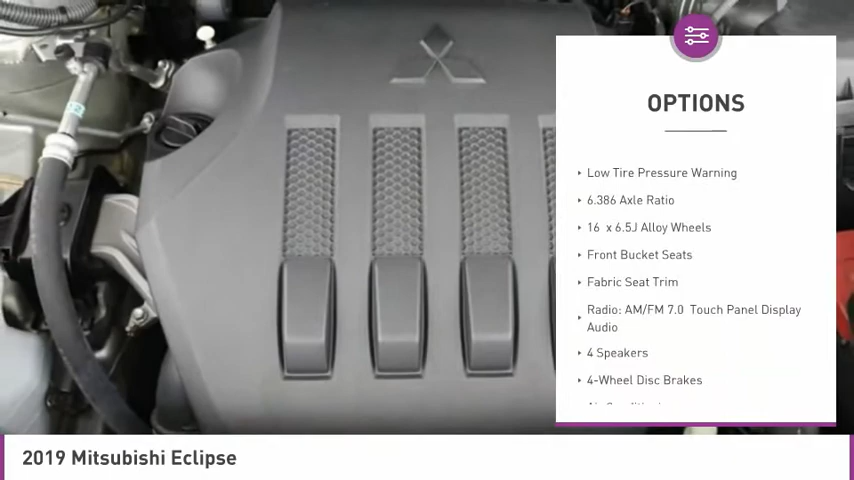 OPTIONS
Low Tire Pressure Warning
6.386 Axle Ratio
16 x 6.5J Alloy Wheels
Front Bucket Seats
Fabric Seat Trim
Radio: AM/FM 7.0 Touch Panel Display
Audio
4 Speakers
4-Wheel Disc Brakes
2019 Mitsubishi Eclipse